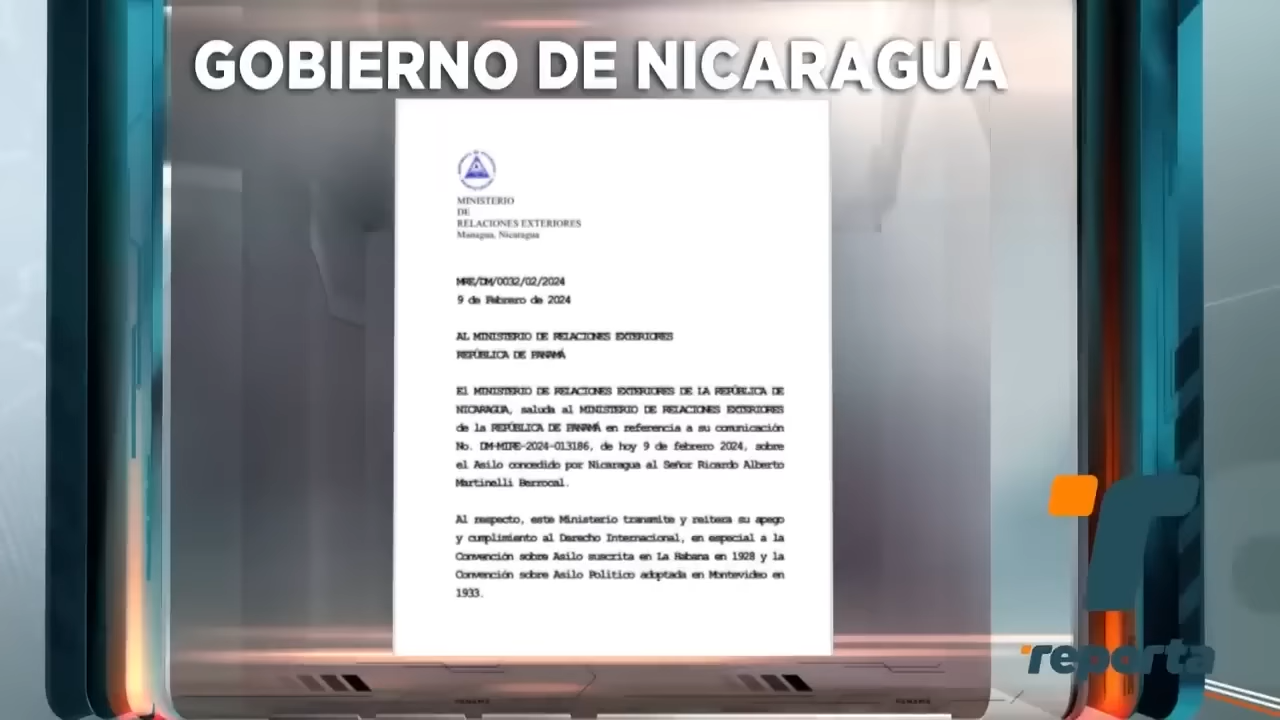 GOBIERNO DE NICARAGUA
MINISTERIO
DE
RELACIONES EXTERIORES
Managua, Nicaragua
MRE/DM/0032/02/2024
9 de Febrero de 2024
AL MINISTERIO DE RELACIONES EXTERIORES
REPÚBLICA DE PANAMÁ
El MINISTERIO DE RELACIONES EXTERIORES DE LA REPÚBLICA DE
NICARAGUA, saluda al MINISTERIO DE RELACIONES EXTERIORES
de la REPÚBLICA DE PANAMÁ en referencia a su comunicación
No. DM-MIRE-2024-013186, de hoy 9 de febrero 2024, sobre
el Asilo concedido por Nicaragua al Señor Ricardo Alberto
Martinelli Berrocal.
Al respecto, este Ministerio transmite y reitera su apego
y cumplimiento al Derecho Internacional, en especial a la
Convención sobre Asilo suscrita en La Habana en 1928 y la
Convención sobre Asilo Político adoptada en Montevideo en
1933.
reporta